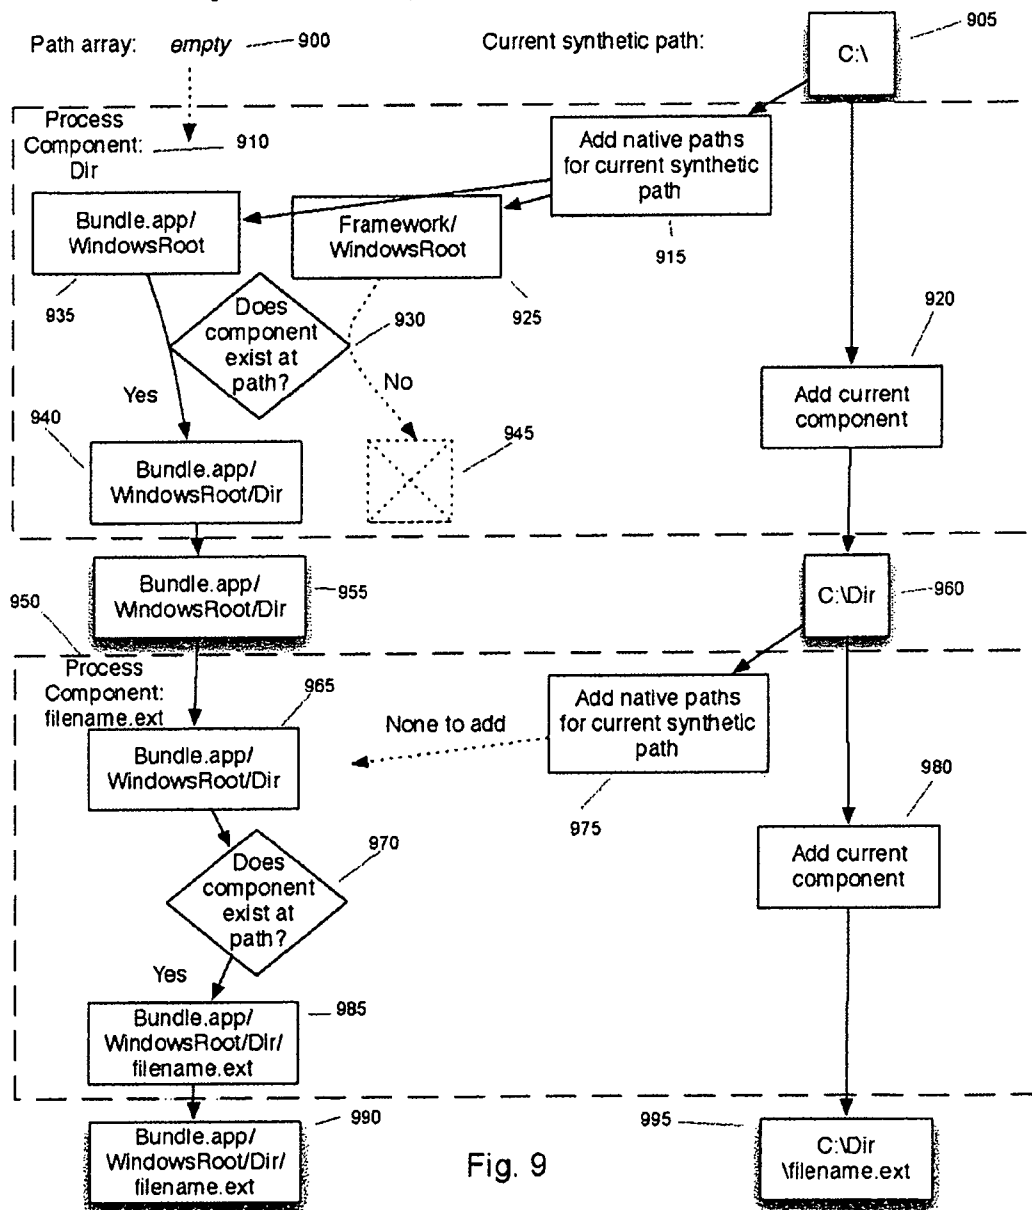 Path array: empty 900
Current synthetic path:
C:\
905
Process
Component:
Dir
910
Add native paths
for current synthetic
path
915
Bundle.app/
WindowsRoot
935
Framework/
WindowsRoot
925
Does
component
exist at
path?
930
920
Yes
No
Add current
component
940
945
Bundle.app/
WindowsRoot/Dir
950
Bundle.app/
WindowsRoot/Dir
955
C:\Dir
960
Process
Component:
filename.ext
965
None to add
Add native paths
for current synthetic
path
975
Bundle.app/
WindowsRoot/Dir
980
Does
component
exist at
path?
970
Add current
component
Yes
Bundle.app/
WindowsRoot/Dir/
filename.ext
985
Bundle.app/
WindowsRoot/Dir/
filename.ext
990
Fig. 9
995
C:\Dir
\filename.ext